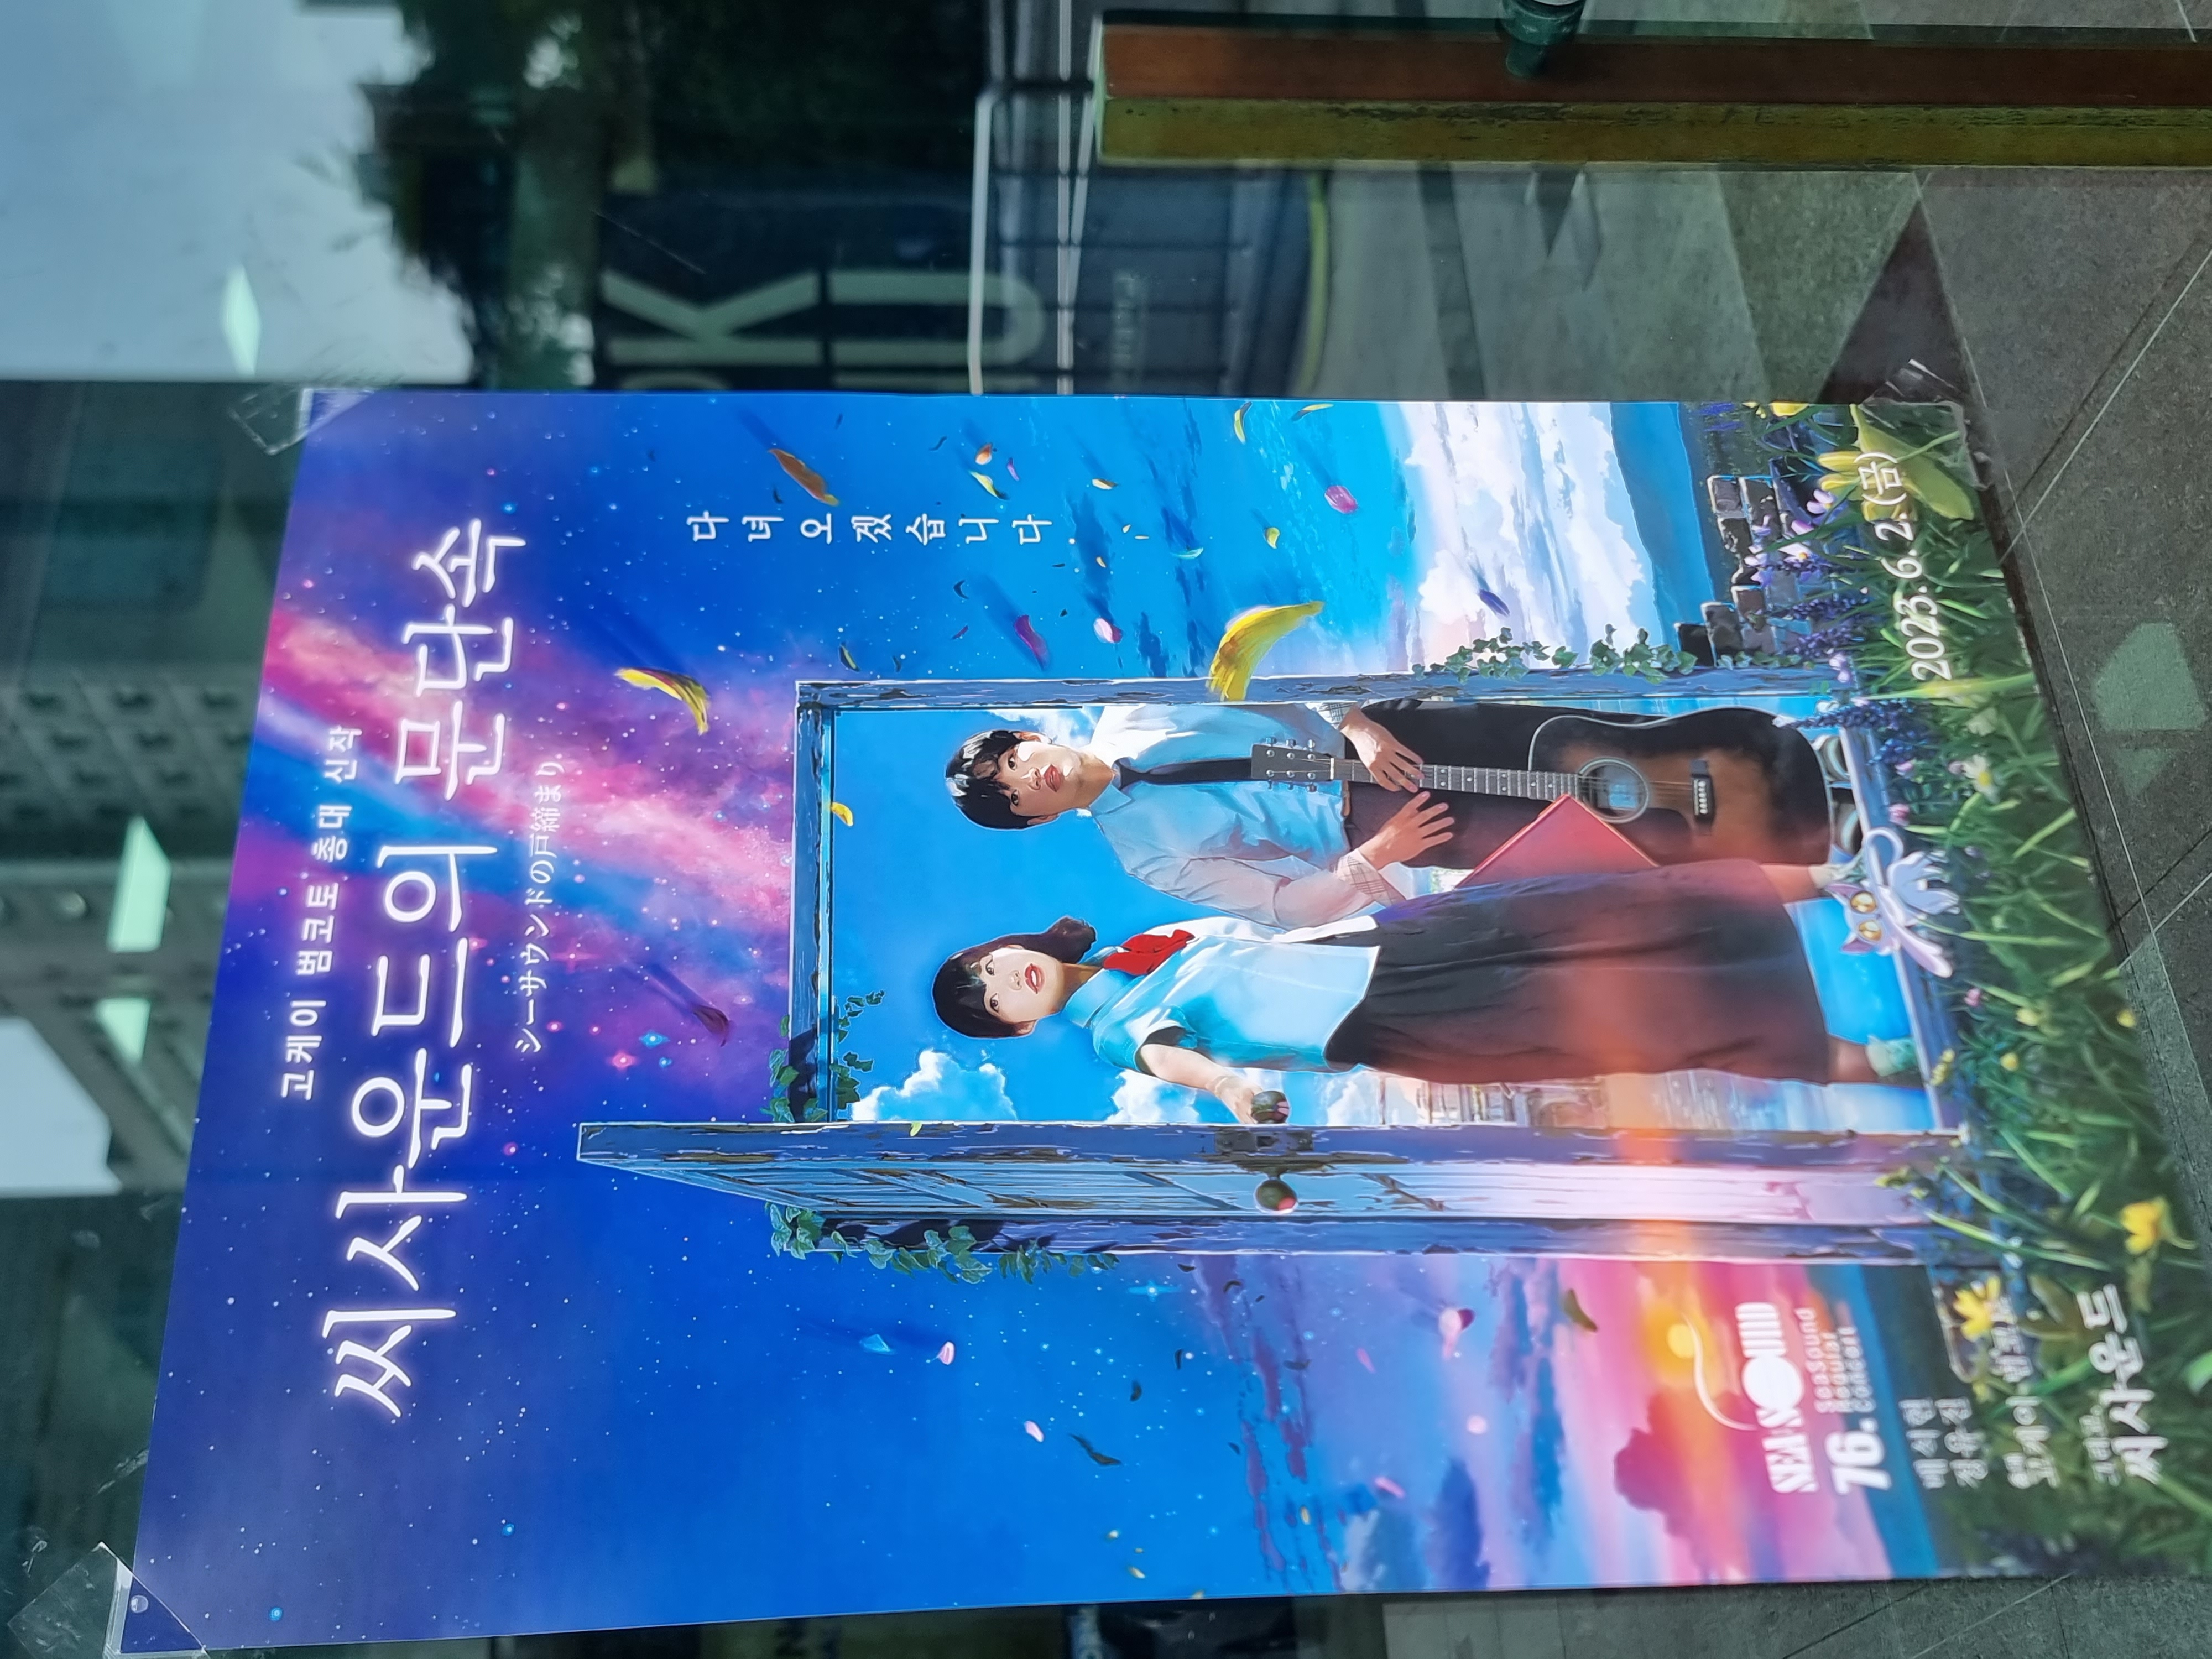 고케이 범코토 총대 신작
씨사운드의 문단속
シーサウンドの戸締まり
다녀오겠습니다.
SEA SOUND
76. SeaSound
Regular
Concert
배석현
정유진
고케이 범코토
그리고,
씨사운드
2023. 6. 2. (금)
PK